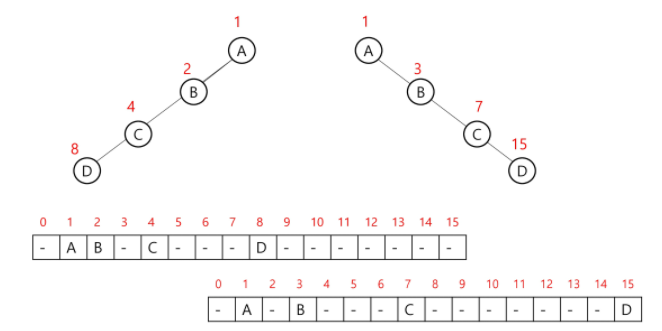 1 1
A A
2 3
B B
4 7
C C
8 15
D D
0 1 2 3 4 5 6 7 8 9 10 11 12 13 14 15
- A B - C - - - D - - - - - - -
0 1 2 3 4 5 6 7 8 9 10 11 12 13 14 15
- A - B - - - C - - - - - - - D